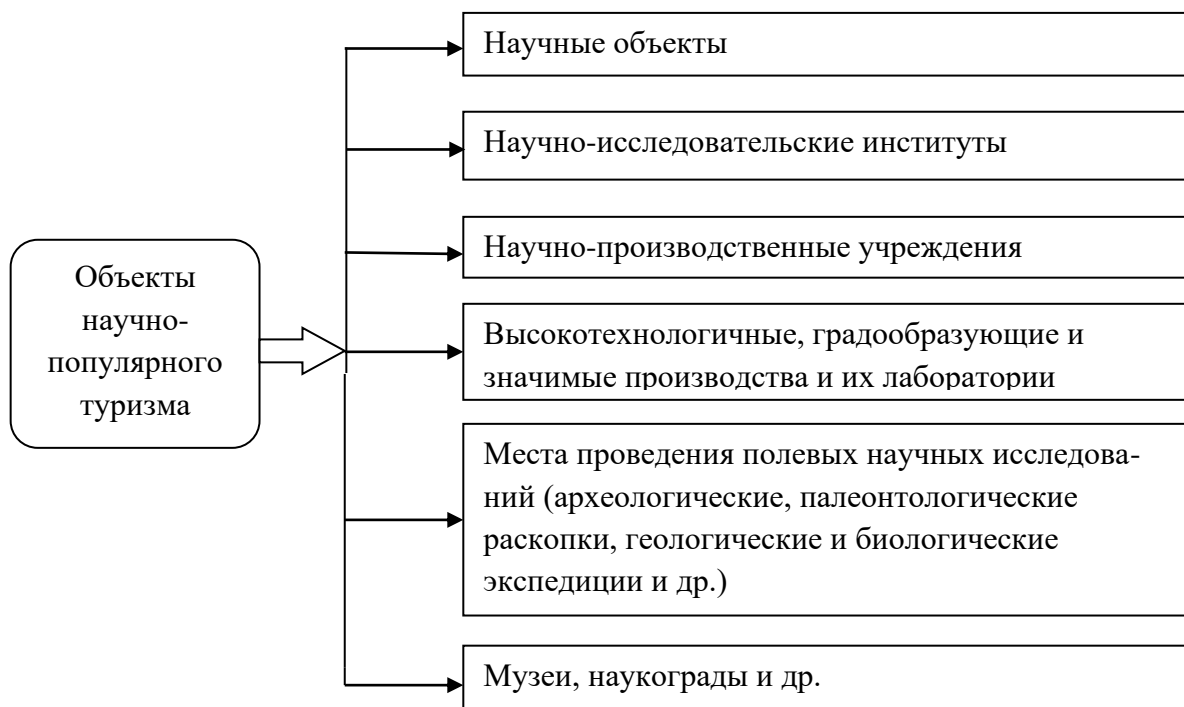 Научные объекты
Научно-исследовательские институты
Научно-производственные учреждения
Объекты
научно-
популярного
туризма
Высокотехнологичные, градообразующие и
значимые производства и их лаборатории
Места проведения полевых научных исследова-
ний (археологические, палеонтологические
раскопки, геологические и биологические
экспедиции и др.)
Музеи, наукограды и др.